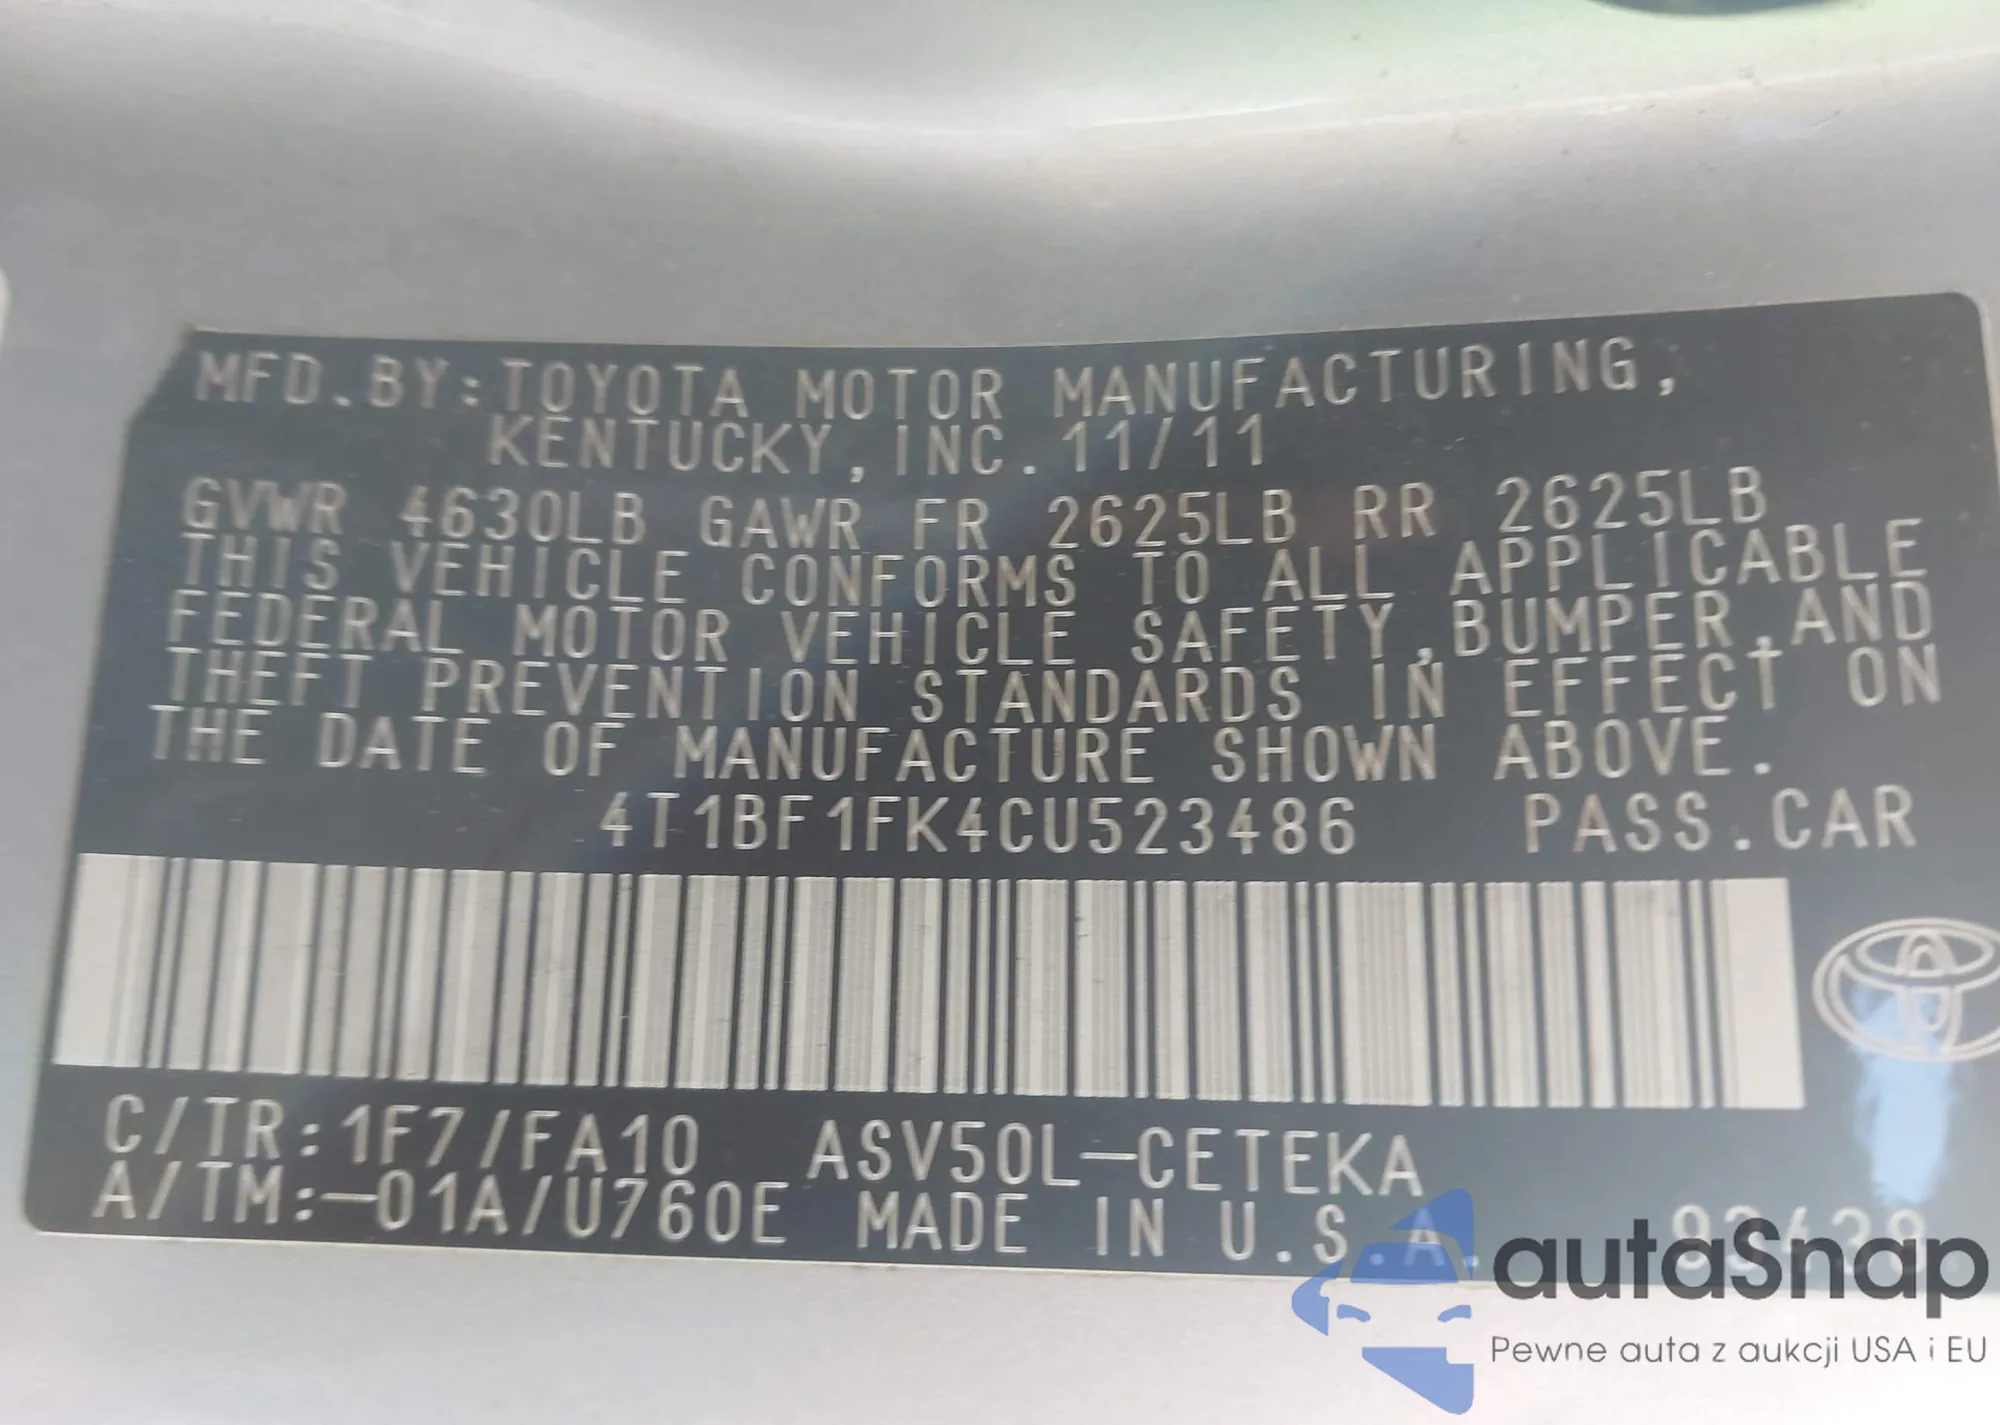 MFD.BY:TOYOTA MOTOR MANUFACTURING,
KENTUCKY,INC.11/11
GVWR 4630LB GAWR FR 2625LB RR 2625LB
THIS VEHICLE CONFORMS TO ALL APPLICABLE
FEDERAL MOTOR VEHICLE SAFETY,BUMPER,AND
THEFT PREVENTION STANDARDS IN EFFECT ON
THE DATE OF MANUFACTURE SHOWN ABOVE.
4T1BF1FK4CU523486 PASS.CAR
C/TR:1F7/FA10 ASV50L-CETEKA
A/TM:-01A/U760E MADE IN U.S.A.
autaSnap
Pewne auta z aukcji USA i EU